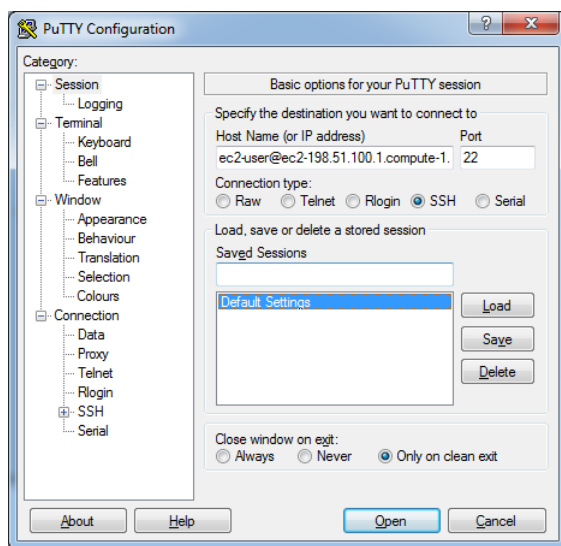 PuTTY Configuration
Category:
Session
Logging
Terminal
Keyboard
Bell
Features
Window
Appearance
Behaviour
Translation
Selection
Colours
Connection
Data
Proxy
Telnet
Rlogin
SSH
Serial
Basic options for your PuTTY session
Specify the destination you want to connect to
Host Name (or IP address) Port
ec2-user@ec2-198.51.100.1.compute-1. 22
Connection type:
Raw Telnet Rlogin SSH Serial
Load, save or delete a stored session
Saved Sessions
Default Settings
Load
Save
Delete
Close window on exit:
Always Never Only on clean exit
About Help Open Cancel